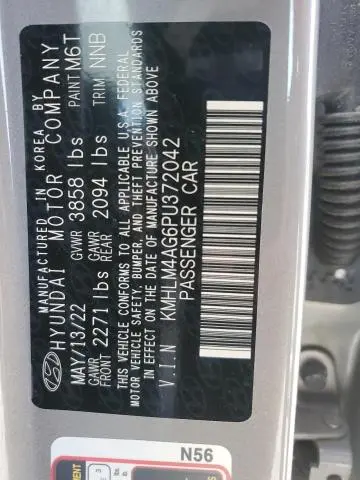 MANUFACTURED IN KOREA BY
HYUNDAI MOTOR COMPANY
MAY/13/22 GVWR 3858 lbs PAINT M6T
GAWR FRONT 2271 lbs GAWR REAR 2094 lbs TRIM NNB
THIS VEHICLE CONFORMS TO ALL APPLICABLE U.S.A. FEDERAL
MOTOR VEHICLE SAFETY, BUMPER, AND THEFT PREVENTION STANDARDS
IN EFFECT ON THE DATE OF MANUFACTURE SHOWN ABOVE
V.I.N KMHLM4AG6PU372042
PASSENGER CAR
N56